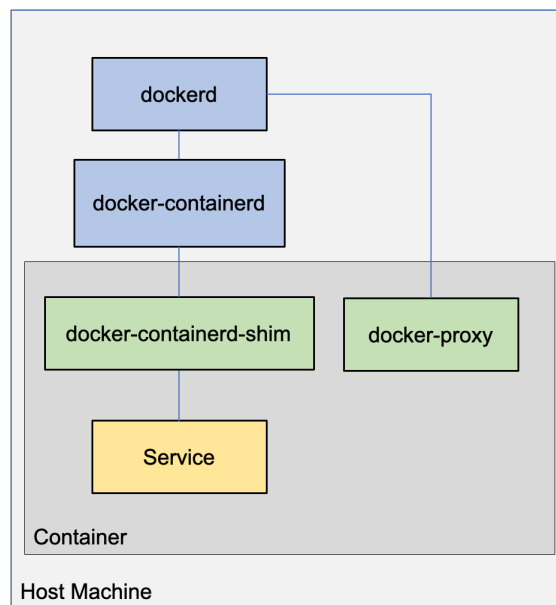 dockerd
docker-containerd
docker-containerd-shim
docker-proxy
Service
Container
Host Machine